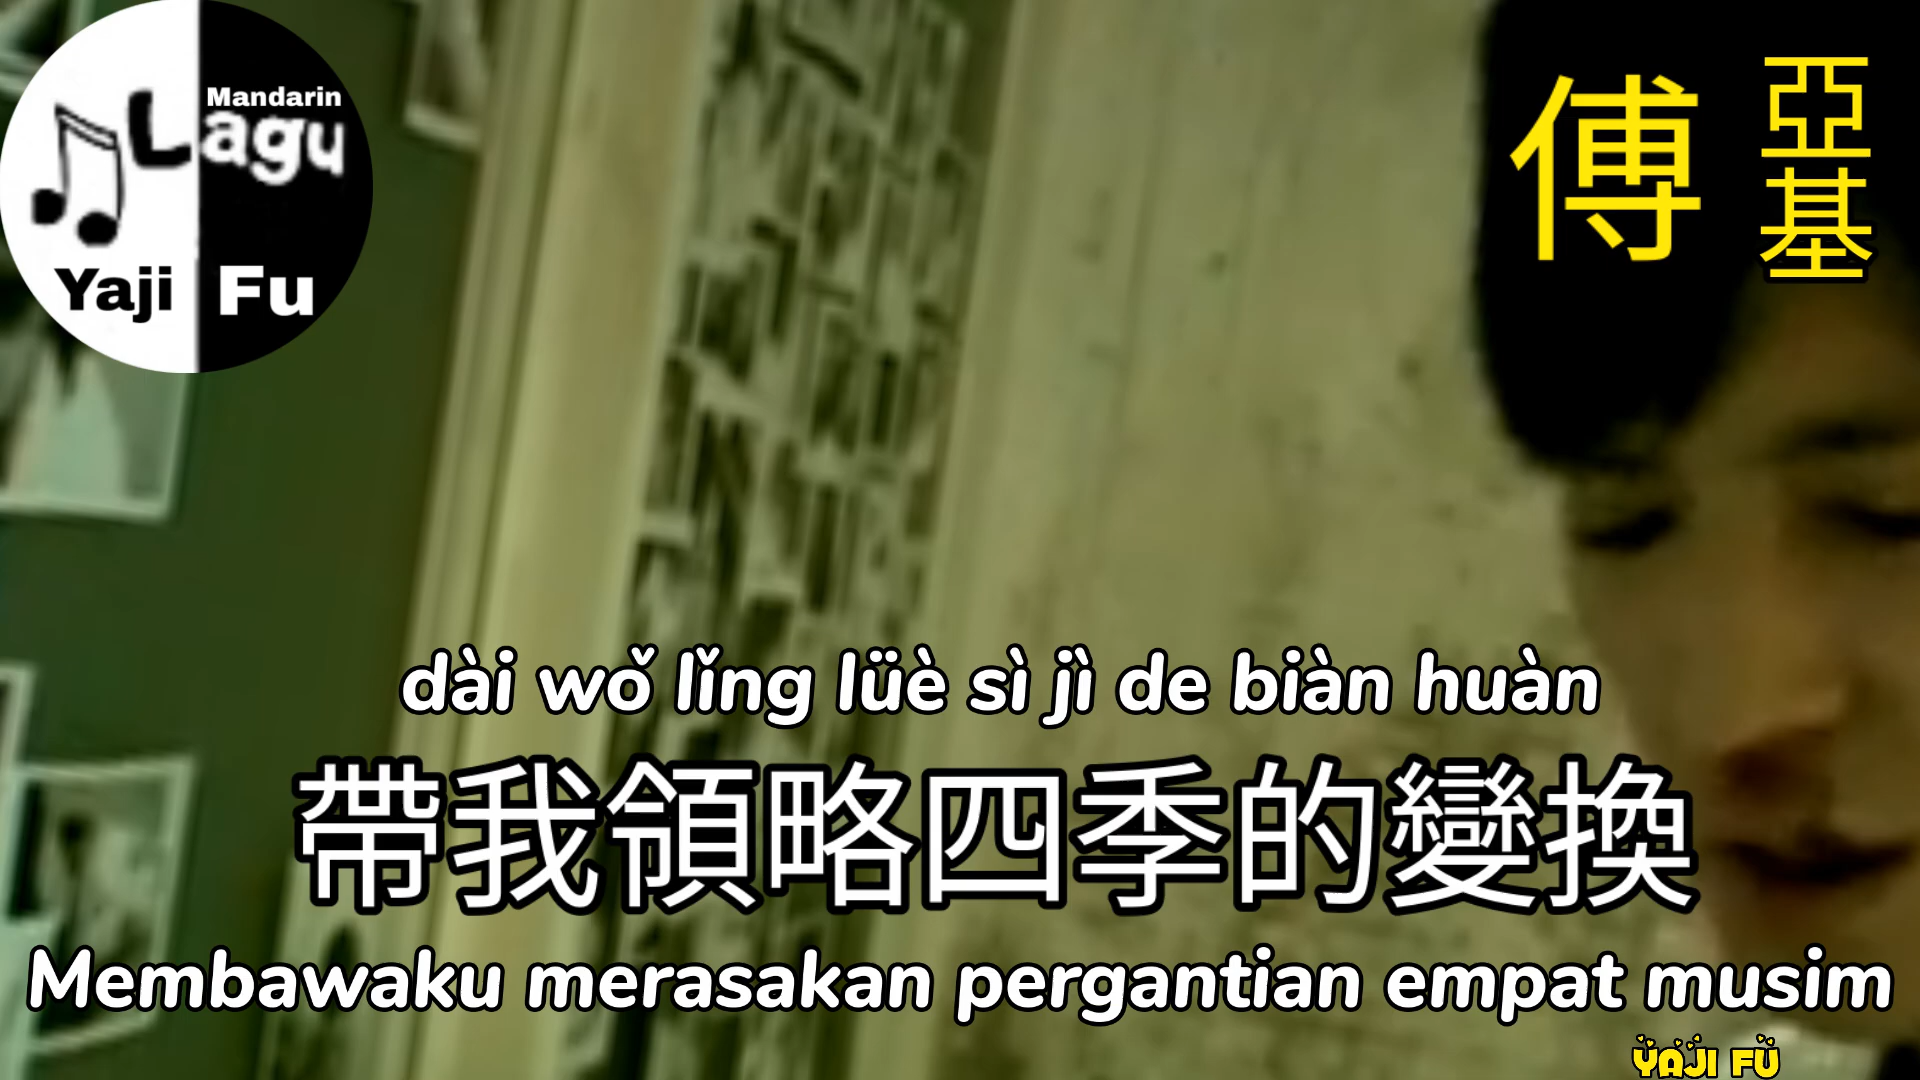 Mandarin
Lagu
Yaji Fu
傅 亞基
dài wǒ lǐng lüè sì jì de biàn huàn
帶我領略四季的變換
Membawaku merasakan pergantian empat musim
YAJI FU